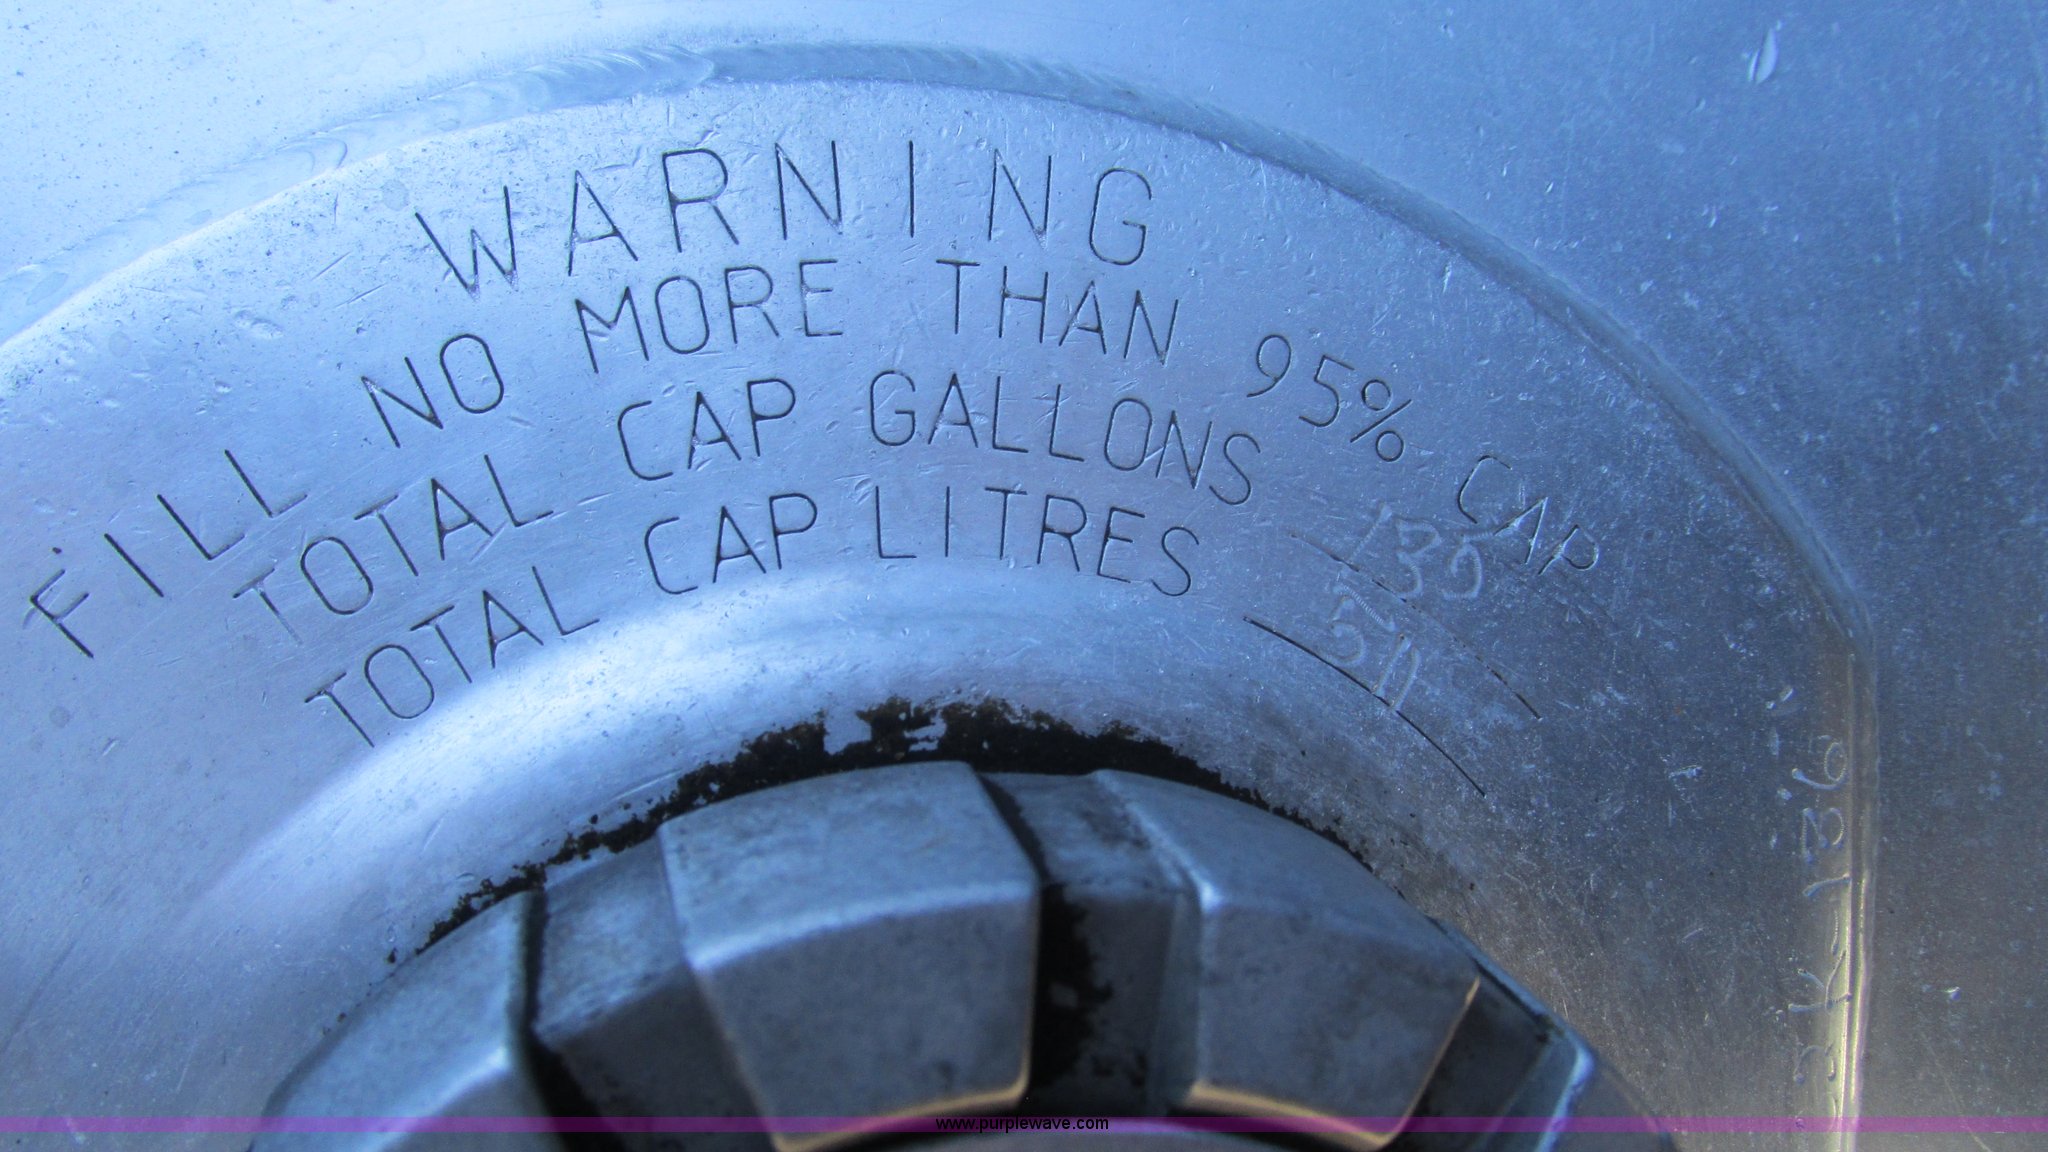 WARNING
FILL NO MORE THAN 95% CAP
TOTAL CAP GALLONS 135
TOTAL CAP LITRES 511
www.purplewave.com